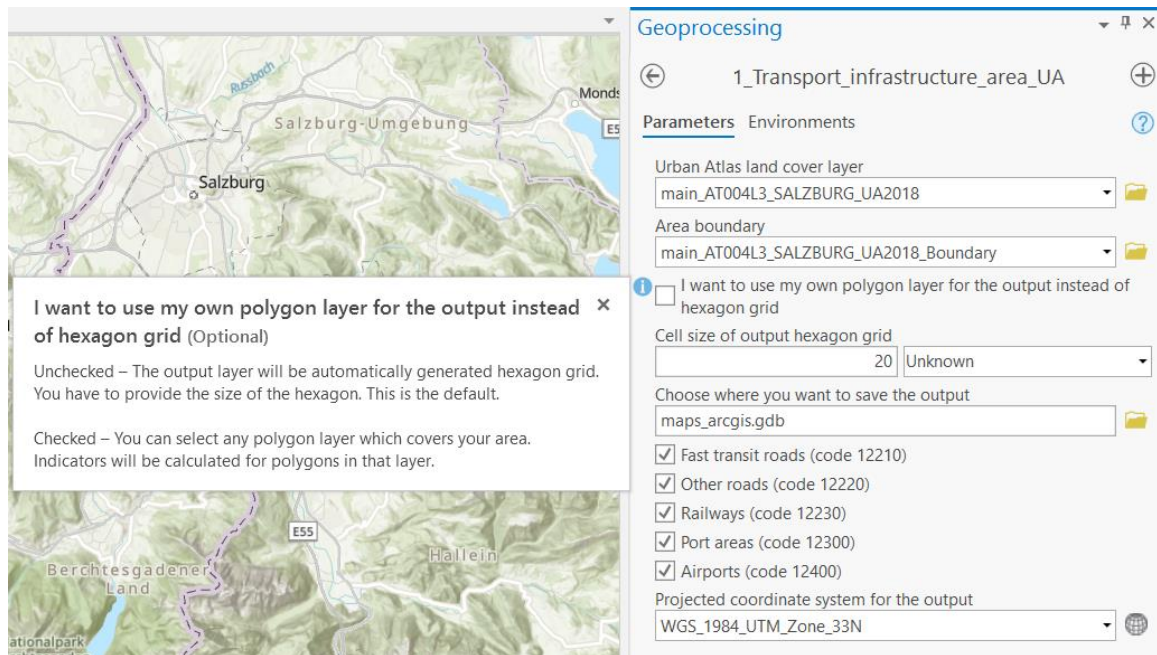 Russbach
Monds
Salzburg-Umgebung
E5
Salzburg
I want to use my own polygon layer for the output instead
of hexagon grid (Optional)
Unchecked – The output layer will be automatically generated hexagon grid.
You have to provide the size of the hexagon. This is the default.
Checked – You can select any polygon layer which covers your area.
Indicators will be calculated for polygons in that layer.
E55
Hallein
Berchtesgadener
Land
ationalpark
Geoprocessing
1_Transport_infrastructure_area_UA
Parameters Environments
Urban Atlas land cover layer
main_AT004L3_SALZBURG_UA2018
Area boundary
main_AT004L3_SALZBURG_UA2018_Boundary
I want to use my own polygon layer for the output instead of
hexagon grid
Cell size of output hexagon grid
20 Unknown
Choose where you want to save the output
maps_arcgis.gdb
Fast transit roads (code 12210)
Other roads (code 12220)
Railways (code 12230)
Port areas (code 12300)
Airports (code 12400)
Projected coordinate system for the output
WGS_1984_UTM_Zone_33N